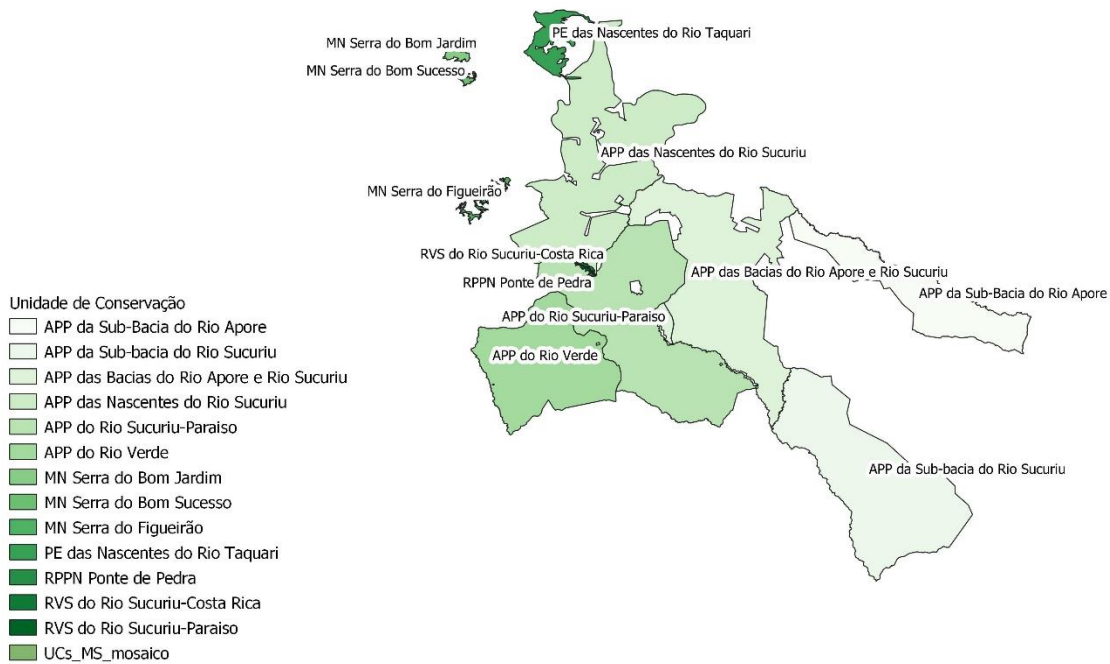 PE das Nascentes do Rio Taquari
MN Serra do Bom Jardim
MN Serra do Bom Sucesso
APP das Nascentes do Rio Sucuriu
MN Serra do Figueirão
RVS do Rio Sucuriu-Costa Rica
APP das Bacias do Rio Apore e Rio Sucuriu
RPPN Ponte de Pedra
APP da Sub-Bacia do Rio Apore
APP do Rio Sucuriu-Paraiso
APP do Rio Verde
APP da Sub-bacia do Rio Sucuriu
Unidade de Conservação
APP da Sub-Bacia do Rio Apore
APP da Sub-bacia do Rio Sucuriu
APP das Bacias do Rio Apore e Rio Sucuriu
APP das Nascentes do Rio Sucuriu
APP do Rio Sucuriu-Paraiso
APP do Rio Verde
MN Serra do Bom Jardim
MN Serra do Bom Sucesso
MN Serra do Figueirão
PE das Nascentes do Rio Taquari
RPPN Ponte de Pedra
RVS do Rio Sucuriu-Costa Rica
RVS do Rio Sucuriu-Paraiso
UCs_MS_mosaico